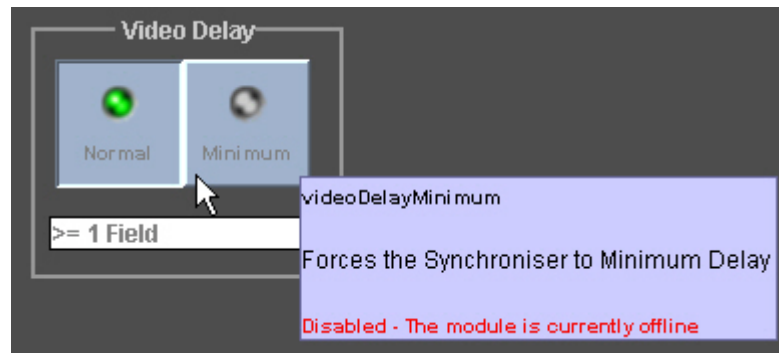 Video Delay
Normal
Minimum
>= 1 Field
videoDelayMinimum
Forces the Synchroniser to Minimum Delay
Disabled - The module is currently offline